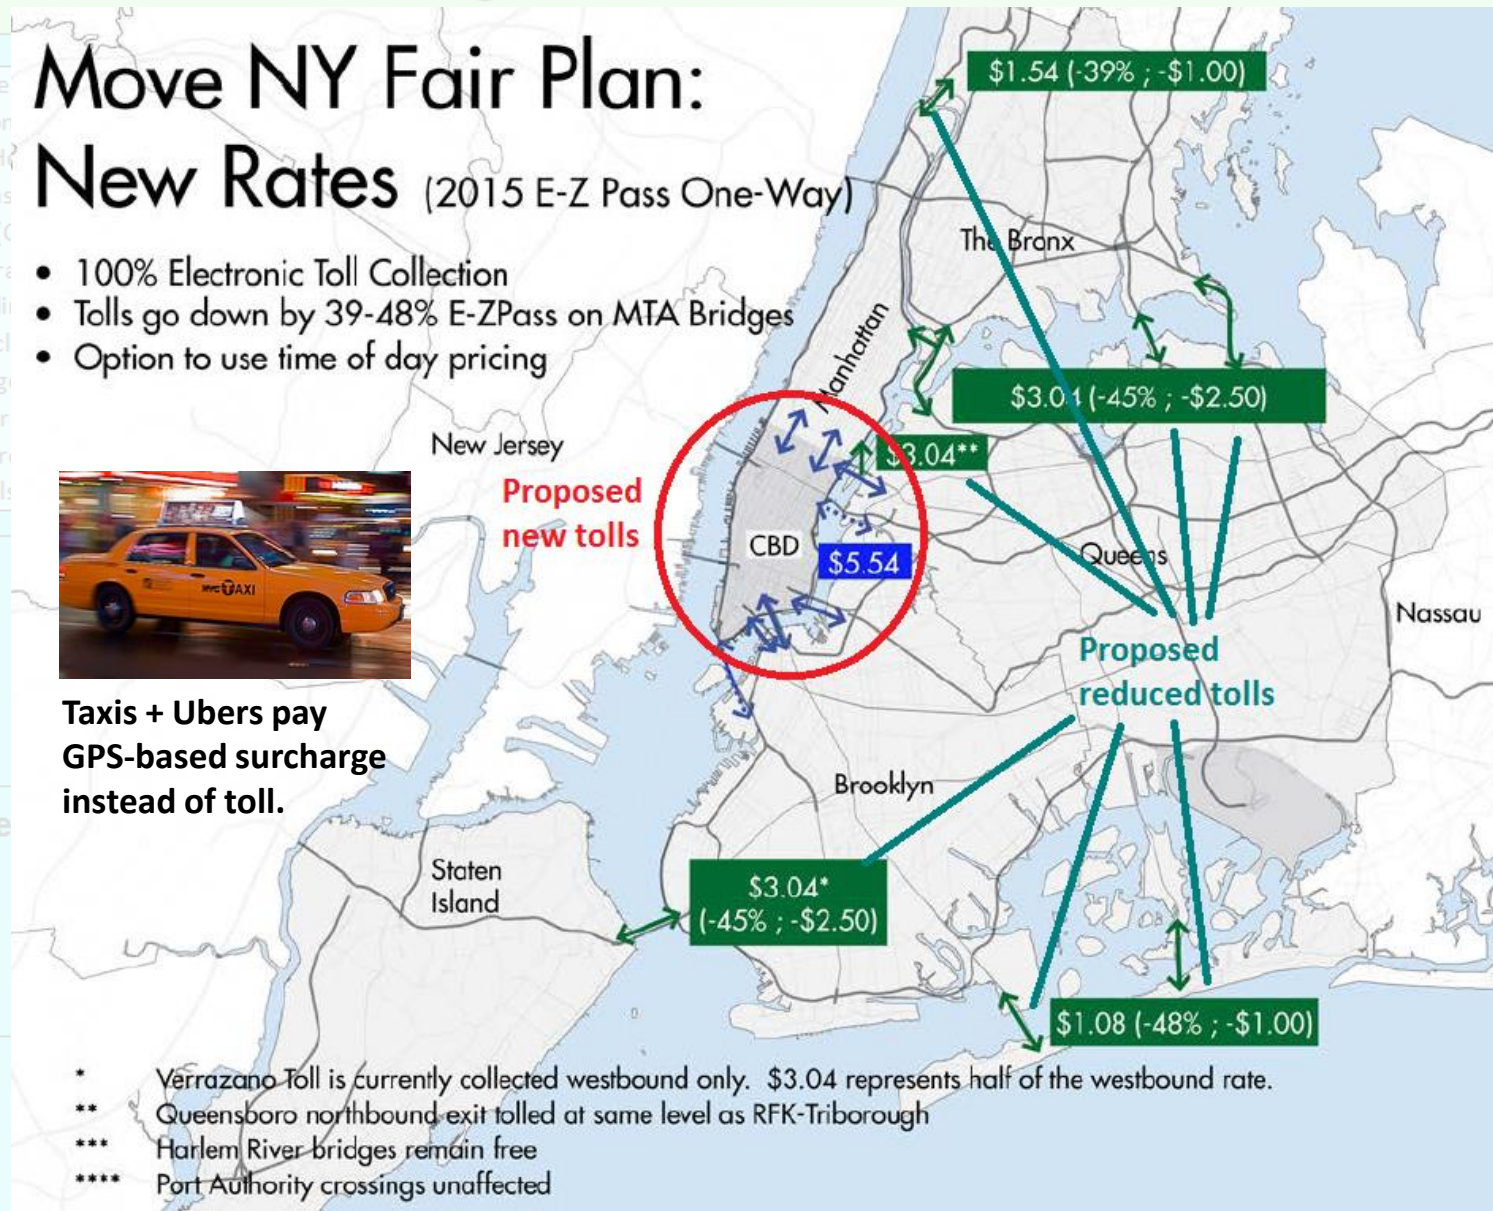 Move NY Fair Plan:
New Rates (2015 E-Z Pass One-Way)
• 100% Electronic Toll Collection
• Tolls go down by 39-48% E-ZPass on MTA Bridges
• Option to use time of day pricing
$1.54 (-39% ; -$1.00)
The Bronx
Manhattan
$3.04 (-45% ; -$2.50)
New Jersey
$3.04**
Proposed
new tolls
CBD
$5.54
Queens
Nassau
NYC TAXI
Proposed
reduced tolls
Taxis + Ubers pay
GPS-based surcharge
instead of toll.
Brooklyn
Staten
Island
$3.04*
(-45% ; -$2.50)
$1.08 (-48% ; -$1.00)
* Verrazano Toll is currently collected westbound only. $3.04 represents half of the westbound rate.
** Queensboro northbound exit tolled at same level as RFK-Triborough
*** Harlem River bridges remain free
**** Port Authority crossings unaffected